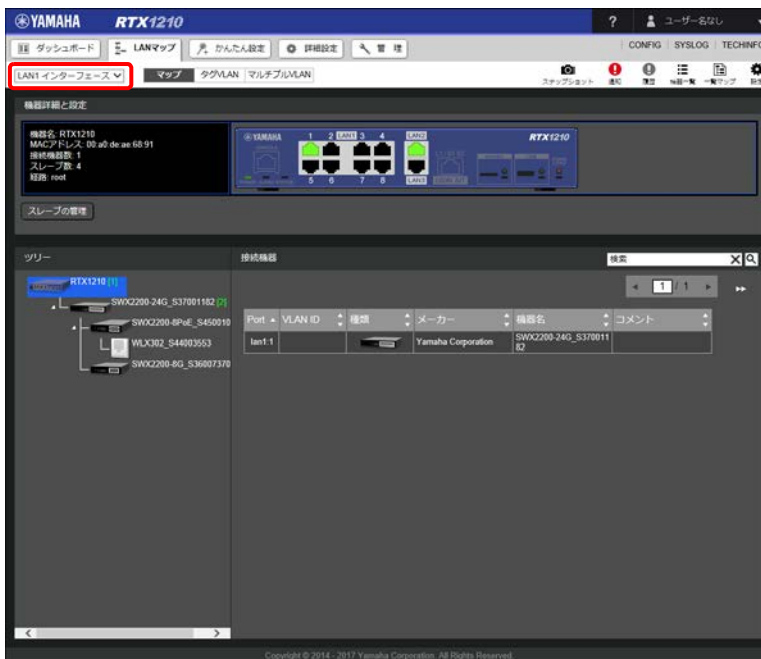 YAMAHA RTX1210 ? ユーザーなし
ダッシュボード LANマップ かんたん設定 詳細設定 管 理 CONFIG SYSLOG TECHINFO
LAN1 インターフェース マップ タグVLAN マルチプルVLAN スナップショット 通知 履歴 機器一覧 一覧マップ
機器詳細と設定
機器名: RTX1210
MACアドレス: 00:a0:de:ae:68:91
接続機器数: 1
スレーブ数: 4
経路: root
YAMAHA 1 2 LAN1 3 4 LAN2 RTX1210
5 6 7 8 LAN3
スレーブの管理
ツリー 接続機器 検索
RTX1210 [1] 1 / 1
SWX2200-24G_S37001182 [2]
SWX2200-8PoE_S450010
WLX302_S44003553
SWX2200-8G_S36007370
Port VLAN ID 種類 メーカー 機器名 コメント
lan1:1 Yamaha Corporation SWX2200-24G_S370011
82
Copyright © 2014 - 2017 Yamaha Corporation. All Rights Reserved.